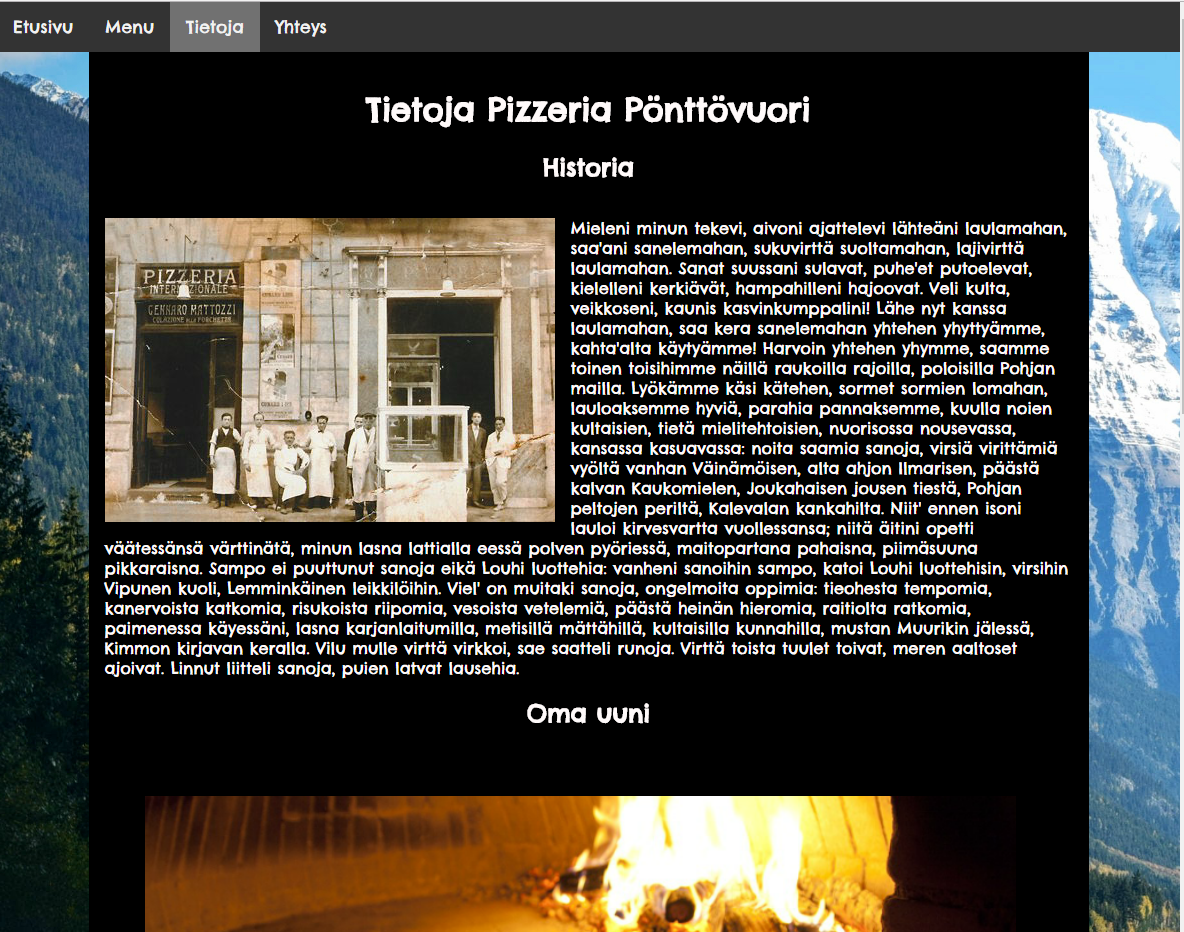 Etusivu Menu Tietoja Yhteys
Tietoja Pizzeria Pönttövuori
Historia
PIZZERIA
INTERNAZIONALE
GENNARO MATTOZZI
COLAZIONE ALLA FORCHETTA
Mieleni minun tekevi, aivoni ajattelevi lähteäni laulamahan,
saa'ani sanelemahan, sukuvirttä suoltamahan, lajivirttä
laulamahan. Sanat suussani sulavat, puhe'et putoelevat,
kielelleni kerkiävät, hampahilleni hajoovat. Veli kulta,
veikkoseni, kaunis kasvinkumppalini! Lähe nyt kanssa
laulamahan, saa kera sanelemahan yhtehen yhyttyämme,
kahta'alta käytyämme! Harvoin yhtehen yhymme, saamme
toinen toisihimme näillä raukoilla rajoilla, poloisilla Pohjan
mailla. Lyökämme käsi kätehen, sormet sormien lomahan,
lauloaksemme hyviä, parahia pannaksemme, kuulla noien
kultaisien, tietä mielitehtoisien, nuorisossa nousevassa,
kansassa kasuavassa: noita saamia sanoja, virsiä virittämiä
vyöltä vanhan Väinämöisen, alta ahjon Ilmarisen, päästä
kalvan Kaukomielen, Joukahaisen jousen tiestä, Pohjan
peltojen periltä, Kalevalan kankahilta. Niit' ennen isoni
lauloi kirvesvartta vuollessansa; niitä äitini opetti
väätessänsä värttinätä, minun lasna lattialla eessä polven pyöriessä, maitopartana pahaisna, piimäsuuna
pikkaraisna. Sampo ei puuttunut sanoja eikä Louhi luottehia: vanheni sanoihin sampo, katoi Louhi luottehisin, virsihin
Vipunen kuoli, Lemminkäinen leikkilöihin. Viel' on muitaki sanoja, ongelmoita oppimia: tieohesta tempomia,
kanervoista katkomia, risukoista riipomia, vesoista vetelemiä, päästä heinän hieromia, raitiolta ratkomia,
paimenessa käyessäni, lasna karjanlaitumilla, metisillä mättähillä, kultaisilla kunnahilla, mustan Muurikin jälessä,
Kimmon kirjavan keralla. Vilu mulle virttä virkkoi, sae saatteli runoja. Virttä toista tuulet toivat, meren aaltoset
ajoivat. Linnut liitteli sanoja, puien latvat lausehia.
Oma uuni